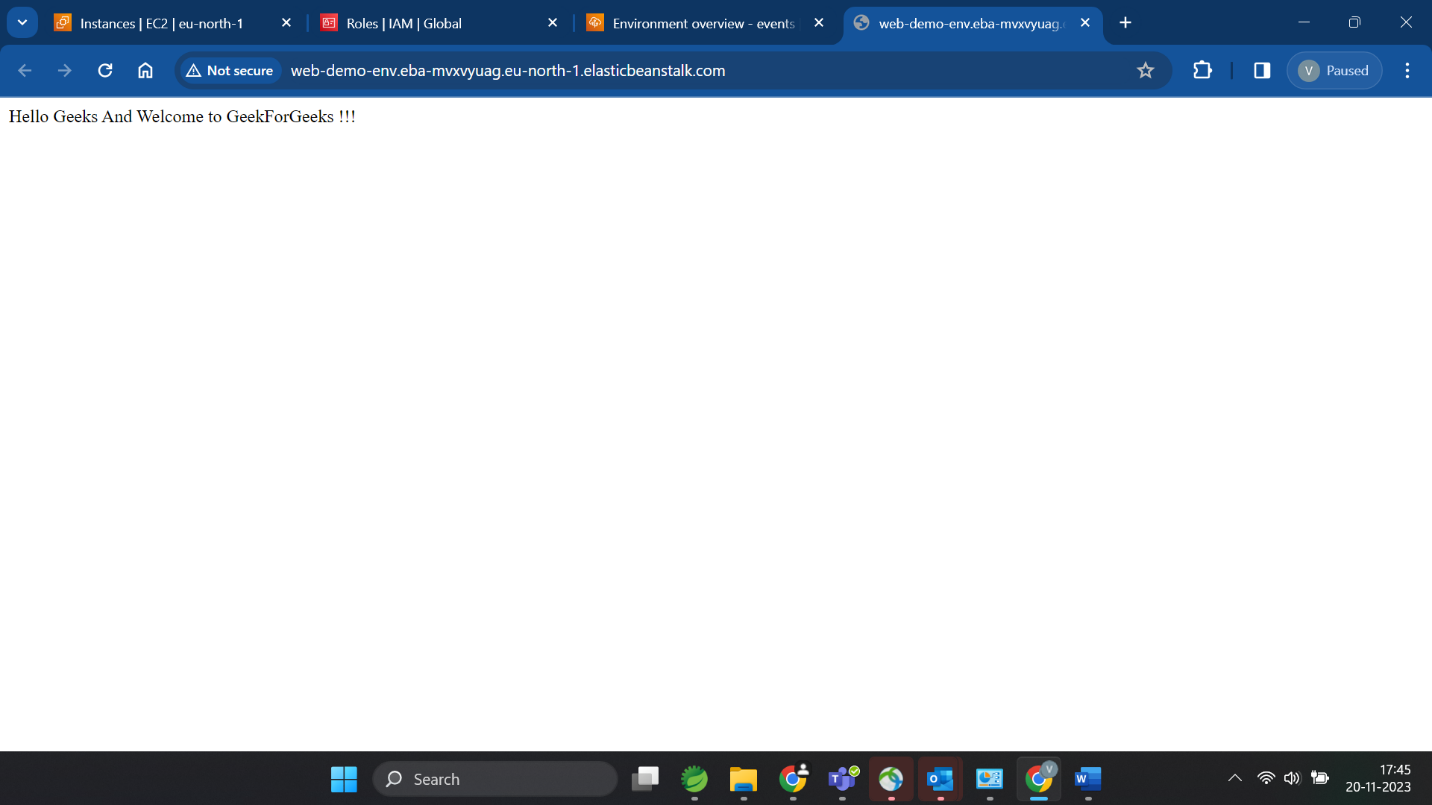 Instances | EC2 | eu-north-1
Roles | IAM | Global
Environment overview - events
web-demo-env.eba-mvxvyuag.e
Not secure
web-demo-env.eba-mvxvyuag.eu-north-1.elasticbeanstalk.com
V
Paused
Hello Geeks And Welcome to GeekForGeeks !!!
Search
17:45
20-11-2023